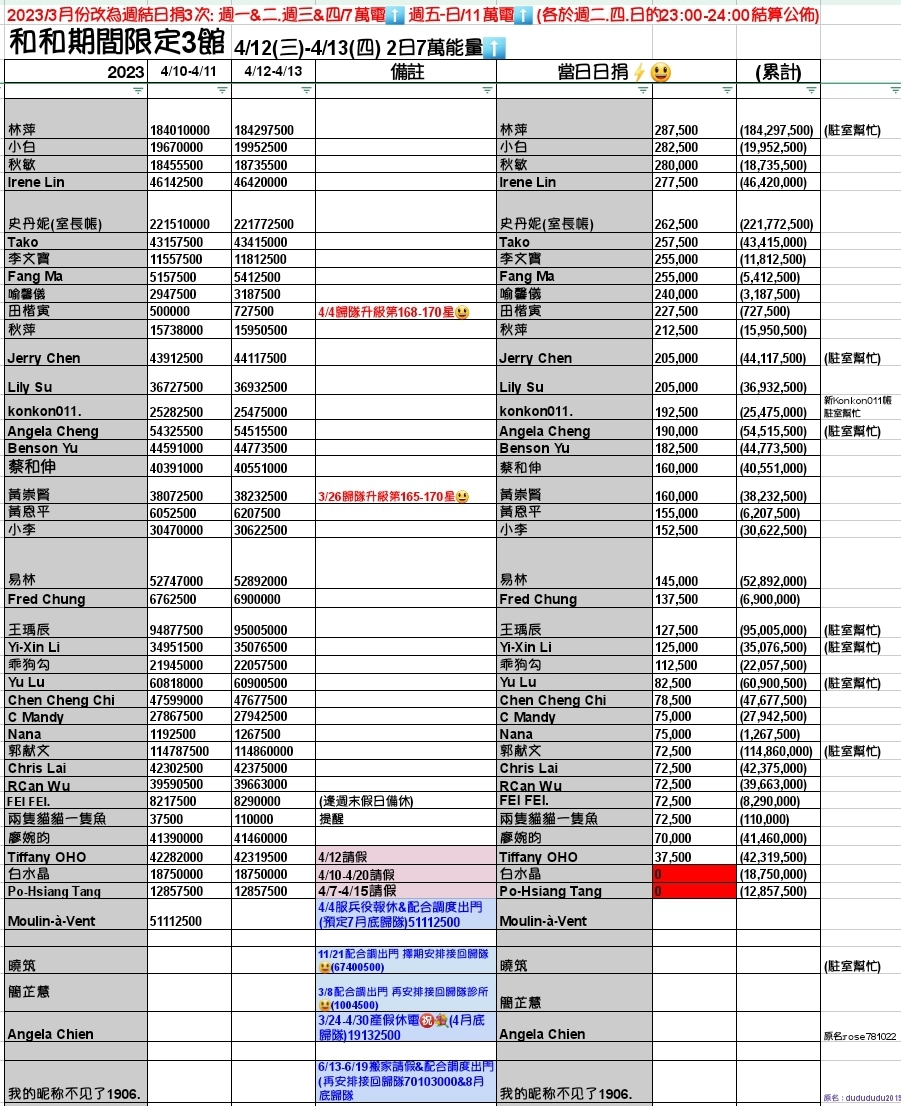 2023/3月份改為週結日捐3次: 週一&二.週三&四/7萬電⬆️ 週五-日/11萬電⬆️ (各於週二.四.日的23:00-24:00結算公佈)
和和期間限定3館 4/12(三)-4/13(四) 2日7萬能量⬆️
2023 4/10-4/11 4/12-4/13 備註 當日日捐⚡😃 (累計)
林萍 184010000 184297500 林萍 287,500 (184,297,500) (駐室幫忙)
小白 19670000 19952500 小白 282,500 (19,952,500)
秋敏 18455500 18735500 秋敏 280,000 (18,735,500)
Irene Lin 46142500 46420000 Irene Lin 277,500 (46,420,000)
史丹妮(室長帳) 221510000 221772500 史丹妮(室長帳) 262,500 (221,772,500)
Tako 43157500 43415000 Tako 257,500 (43,415,000)
李文寶 11557500 11812500 李文寶 255,000 (11,812,500)
Fang Ma 5157500 5412500 Fang Ma 255,000 (5,412,500)
喻馨儀 2947500 3187500 喻馨儀 240,000 (3,187,500)
田楷寅 500000 727500 4/4歸隊升級第168-170星😃 田楷寅 227,500 (727,500)
秋萍 15738000 15950500 秋萍 212,500 (15,950,500)
Jerry Chen 43912500 44117500 Jerry Chen 205,000 (44,117,500) (駐室幫忙)
Lily Su 36727500 36932500 Lily Su 205,000 (36,932,500)
新Konkon011帳
konkon011. 25282500 25475000 konkon011. 192,500 (25,475,000) 駐室幫忙
Angela Cheng 54325500 54515500 Angela Cheng 190,000 (54,515,500) (駐室幫忙)
Benson Yu 44591000 44773500 Benson Yu 182,500 (44,773,500)
蔡和伸 40391000 40551000 蔡和伸 160,000 (40,551,000)
黃崇賢 38072500 38232500 3/26歸隊升級第165-170星😃 黃崇賢 160,000 (38,232,500)
黃恩平 6052500 6207500 黃恩平 155,000 (6,207,500)
小李 30470000 30622500 小李 152,500 (30,622,500)
易林 52747000 52892000 易林 145,000 (52,892,000)
Fred Chung 6762500 6900000 Fred Chung 137,500 (6,900,000)
王瑀辰 94877500 95005000 王瑀辰 127,500 (95,005,000) (駐室幫忙)
Yi-Xin Li 34951500 35076500 Yi-Xin Li 125,000 (35,076,500) (駐室幫忙)
乖狗勾 21945000 22057500 乖狗勾 112,500 (22,057,500)
Yu Lu 60818000 60900500 Yu Lu 82,500 (60,900,500) (駐室幫忙)
Chen Cheng Chi 47599000 47677500 Chen Cheng Chi 78,500 (47,677,500)
C Mandy 27867500 27942500 C Mandy 75,000 (27,942,500)
Nana 1192500 1267500 Nana 75,000 (1,267,500)
郭献文 114787500 114860000 郭献文 72,500 (114,860,000) (駐室幫忙)
Chris Lai 42302500 42375000 Chris Lai 72,500 (42,375,000)
RCan Wu 39590500 39663000 RCan Wu 72,500 (39,663,000)
FEI FEI. 8217500 8290000 (逢週末假日備休) FEI FEI. 72,500 (8,290,000)
兩隻貓貓一隻魚 37500 110000 提醒 兩隻貓貓一隻魚 72,500 (110,000)
廖婉昀 41390000 41460000 廖婉昀 70,000 (41,460,000)
Tiffany OHO 42282000 42319500 4/12請假 Tiffany OHO 37,500 (42,319,500)
白水晶 18750000 18750000 4/10-4/20請假 白水晶 0 (18,750,000)
Po-Hsiang Tang 12857500 12857500 4/7-4/15請假 Po-Hsiang Tang 0 (12,857,500)
4/4服兵役報休&配合調度出門
Moulin-à-Vent 51112500 (預定7月底歸隊)51112500 Moulin-à-Vent
11/21配合調出門 擇期安排接回歸隊
曉筑 😃(67400500) 曉筑 (駐室幫忙)
3/8配合調出門 再安排接回歸隊診所
簡芷慧 😃(1004500) 簡芷慧
3/24-4/30產假休電㊗️🤱(4月底
Angela Chien 歸隊)19132500 Angela Chien 原名rose781022
6/13-6/19搬家請假&配合調度出門
(再安排接回歸隊70103000&8月
我的昵称不见了1906. 底歸隊 我的昵称不见了1906. 原名：dudududu2019